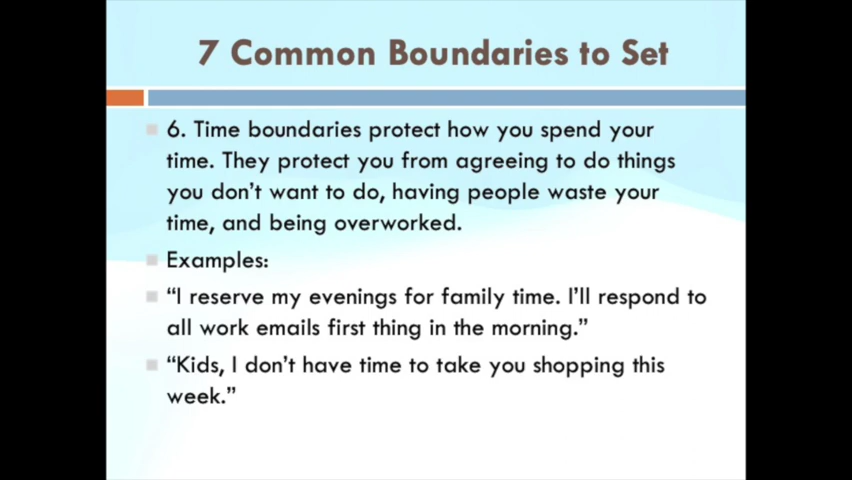 7 Common Boundaries to Set
6. Time boundaries protect how you spend your
time. They protect you from agreeing to do things
you don’t want to do, having people waste your
time, and being overworked.
Examples:
“I reserve my evenings for family time. I’ll respond to
all work emails first thing in the morning.”
“Kids, I don’t have time to take you shopping this
week.”